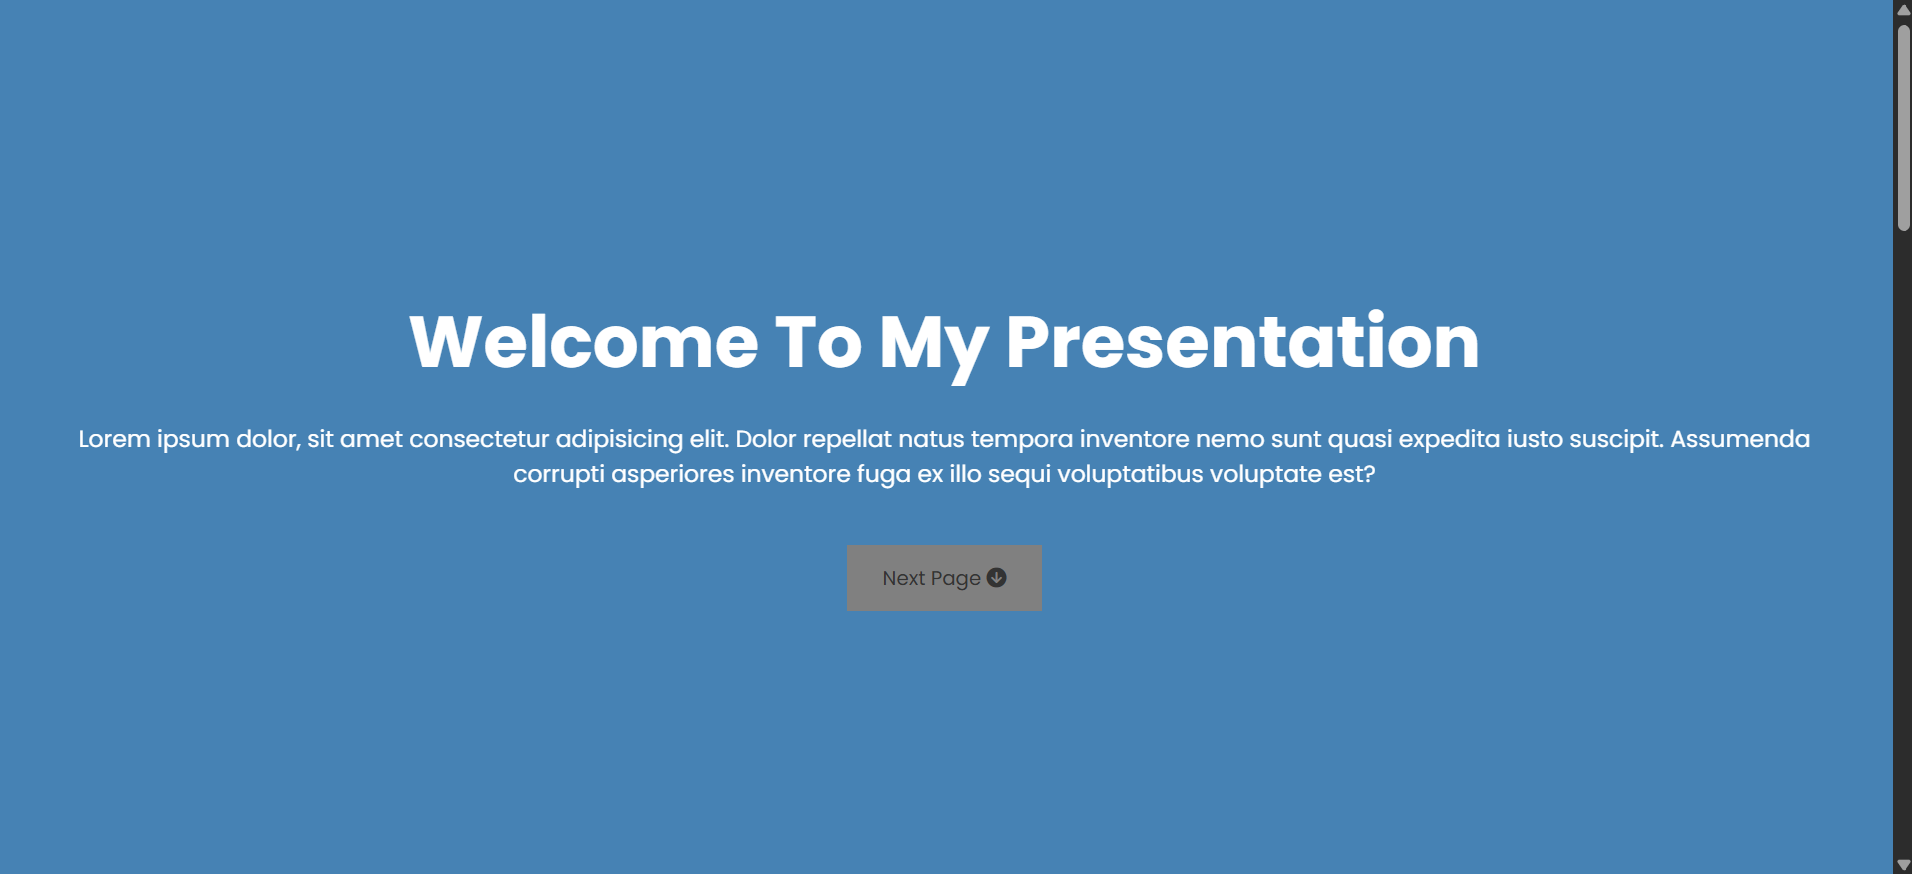 Welcome To My Presentation
Lorem ipsum dolor, sit amet consectetur adipisicing elit. Dolor repellat natus tempora inventore nemo sunt quasi expedita iusto suscipit. Assumenda
corrupti asperiores inventore fuga ex illo sequi voluptatibus voluptate est?
Next Page